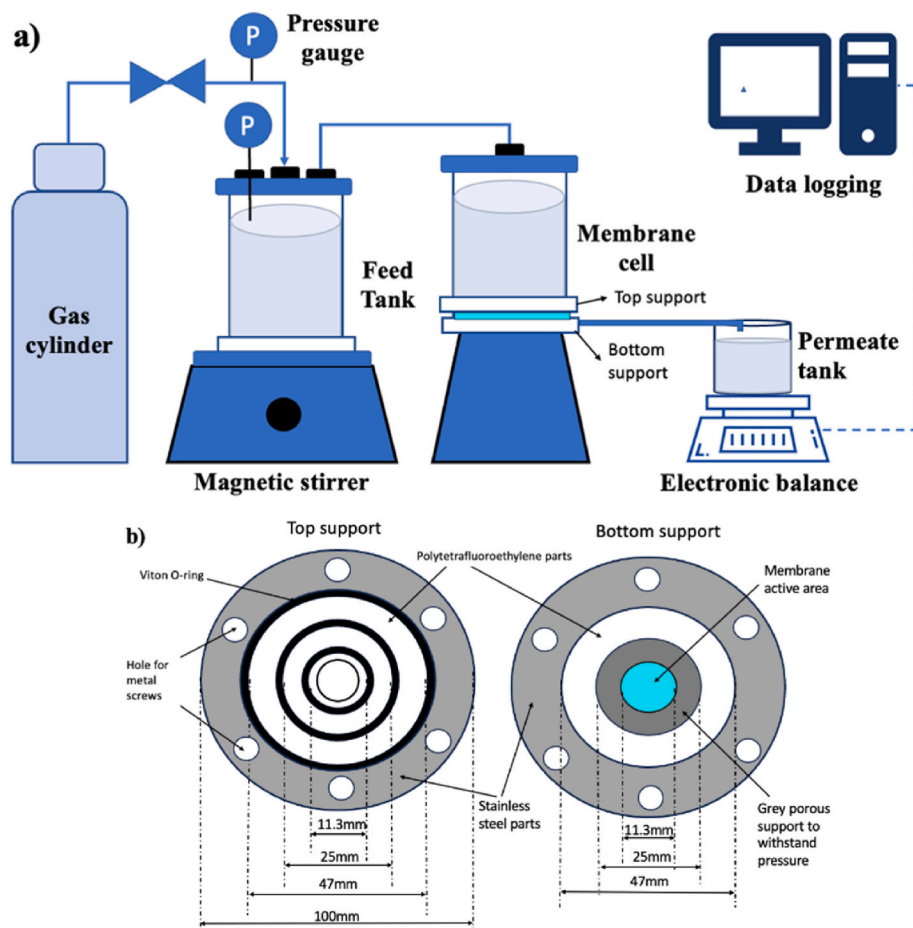 a)
Pressure
gauge
P
P
Data logging
Gas
cylinder
Feed
Tank
Membrane
cell
Top support
Bottom
support
Permeate
tank
L.
i
Magnetic stirrer
Electronic balance
b)
Top support
Bottom support
Viton O-ring
Polytetrafluoroethylene parts
Membrane
active area
Hole for
metal
screws
Stainless
steel parts
Grey porous
support to
withstand
pressure
11.3mm
25mm
47mm
100mm
11.3mm
25mm
47mm